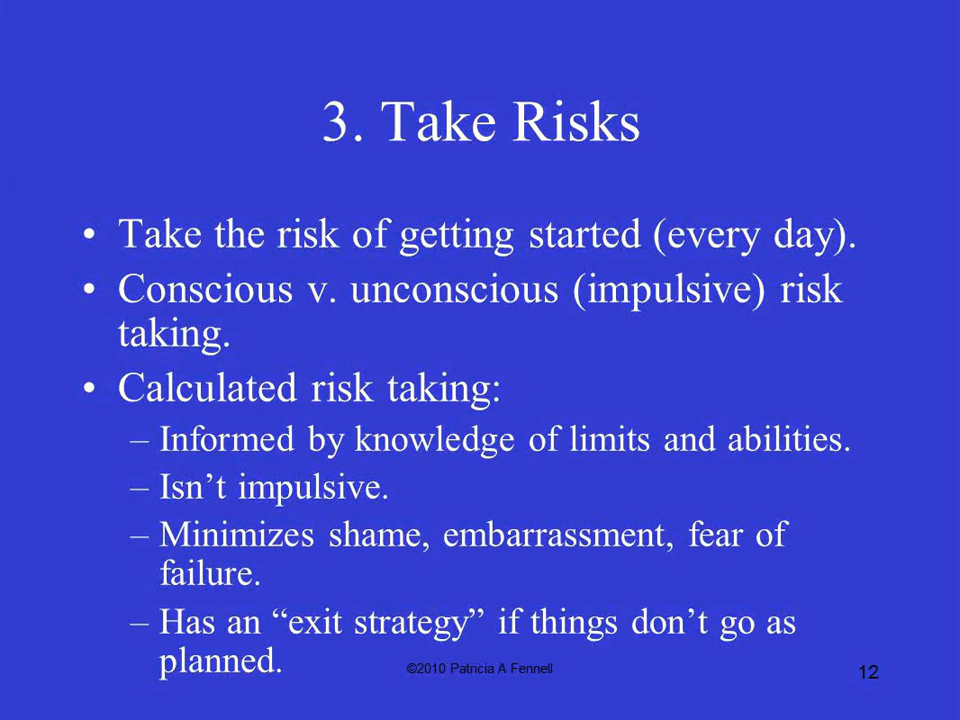 3. Take Risks
• Take the risk of getting started (every day).
• Conscious v. unconscious (impulsive) risk
taking.
• Calculated risk taking:
–Informed by knowledge of limits and abilities.
–Isn’t impulsive.
–Minimizes shame, embarrassment, fear of
failure.
–Has an “exit strategy” if things don’t go as
planned.
©2010 Patricia A Fennell
12